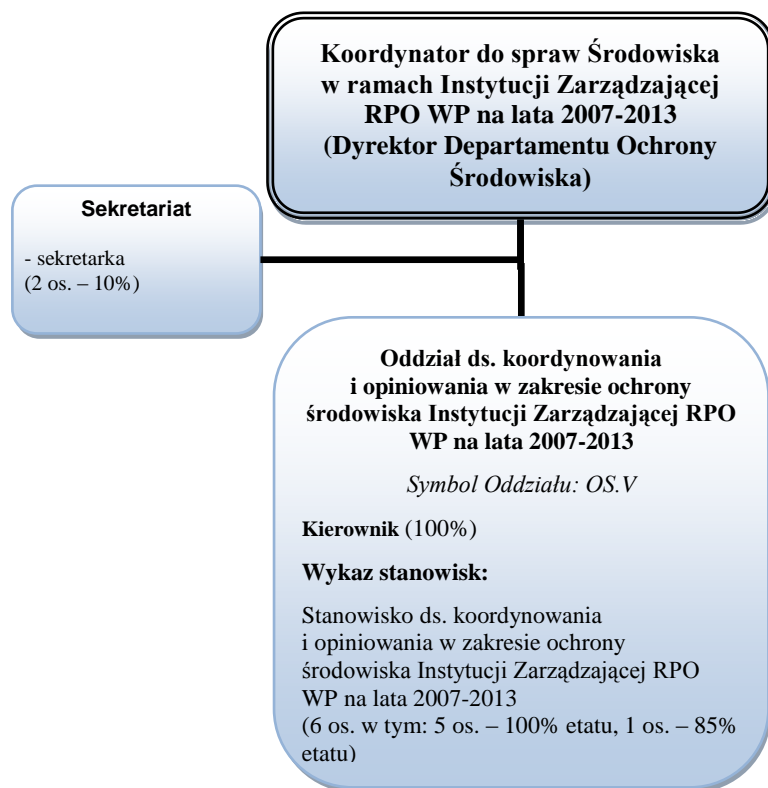 Koordynator do spraw Środowiska
w ramach Instytucji Zarządzającej
RPO WP na lata 2007-2013
(Dyrektor Departamentu Ochrony
Środowiska)
Sekretariat
- sekretarka
(2 os. – 10%)
Oddział ds. koordynowania
i opiniowania w zakresie ochrony
środowiska Instytucji Zarządzającej RPO
WP na lata 2007-2013
Symbol Oddziału: OS.V
Kierownik (100%)
Wykaz stanowisk:
Stanowisko ds. koordynowania
i opiniowania w zakresie ochrony
środowiska Instytucji Zarządzającej RPO
WP na lata 2007-2013
(6 os. w tym: 5 os. – 100% etatu, 1 os. – 85%
etatu)